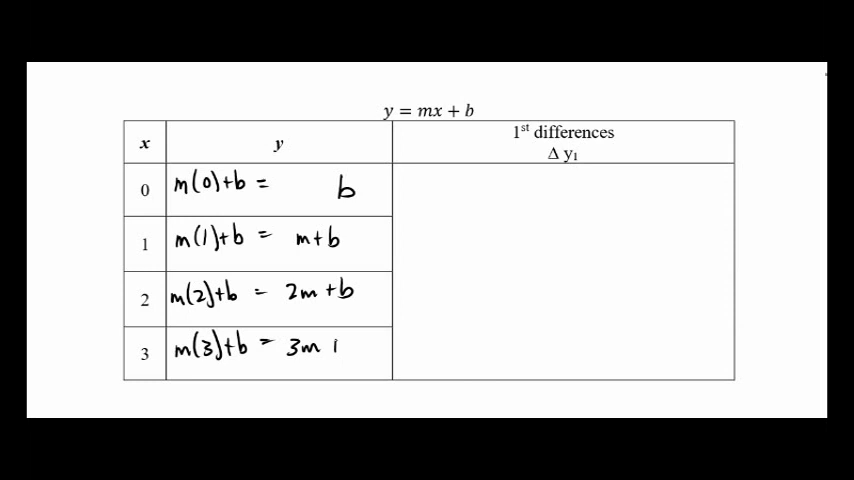 y = mx + b
x y 1st differences
Δ y₁
0 m(0)+b = b
1 m(1)+b = m+b
2 m(2)+b = 2m+b
3 m(3)+b = 3m